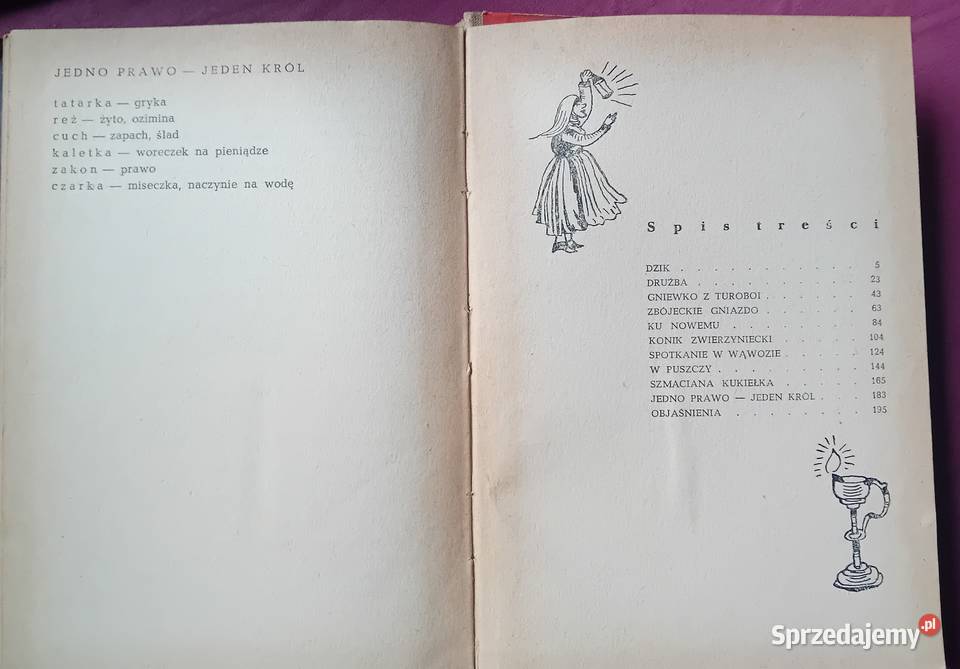 JEDNO PRAWO — JEDEN KRÓL
tatarka — gryka
reż — żyto, ozimina
cuch — zapach, ślad
kaletka — woreczek na pieniądze
zakon — prawo
czarka — miseczka, naczynie na wodę
Spis treści
DZIK . . . . . . . . . . . 5
DRUŻBA . . . . . . . . . . 23
GNIEWKO Z TUROBOI . . . . . . 43
ZBÓJECKIE GNIAZDO . . . . . . 63
KU NOWEMU . . . . . . . . 84
KONIK ZWIERZYNIECKI . . . . . 104
SPOTKANIE W WĄWOZIE . . . . . 124
W PUSZCZY . . . . . . . . . 144
SZMACIANA KUKIEŁKA . . . . . 165
JEDNO PRAWO — JEDEN KRÓL . . . 183
OBJAŚNIENIA . . . . . . . . 195
Sprzedajemy.pl